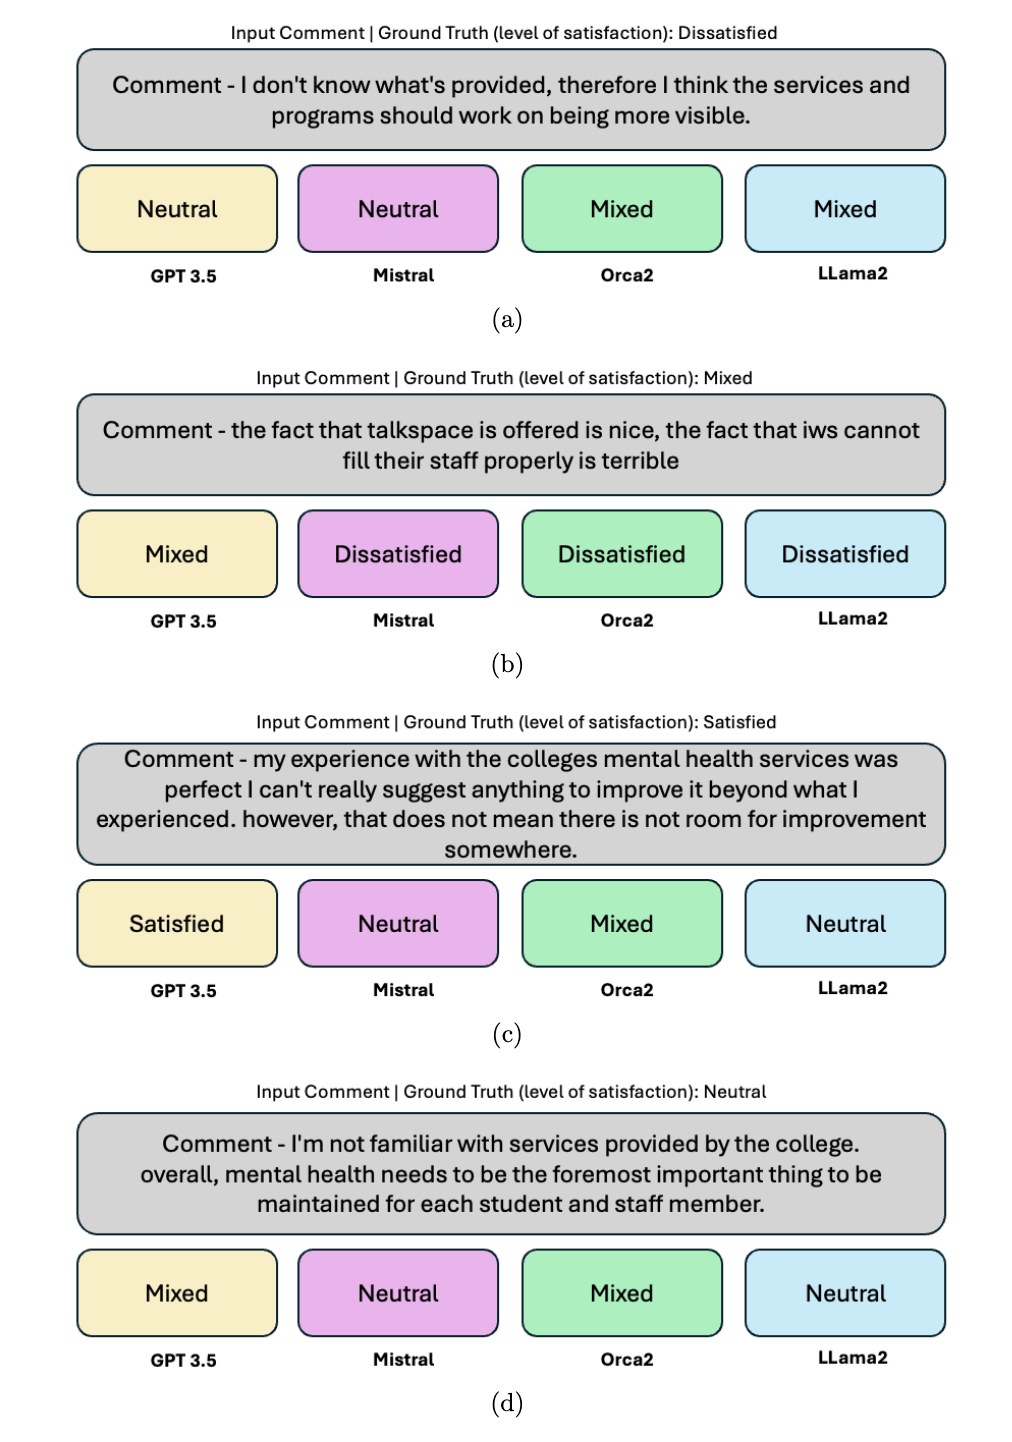 Input Comment | Ground Truth (level of satisfaction): Dissatisfied
Comment - I don't know what's provided, therefore I think the services and
programs should work on being more visible.
Neutral Neutral Mixed Mixed
GPT 3.5 Mistral Orca2 LLama2
(a)
Input Comment | Ground Truth (level of satisfaction): Mixed
Comment - the fact that talkspace is offered is nice, the fact that iws cannot
fill their staff properly is terrible
Mixed Dissatisfied Dissatisfied Dissatisfied
GPT 3.5 Mistral Orca2 LLama2
(b)
Input Comment | Ground Truth (level of satisfaction): Satisfied
Comment - my experience with the colleges mental health services was
perfect I can't really suggest anything to improve it beyond what I
experienced. however, that does not mean there is not room for improvement
somewhere.
Satisfied Neutral Mixed Neutral
GPT 3.5 Mistral Orca2 LLama2
(c)
Input Comment | Ground Truth (level of satisfaction): Neutral
Comment - I'm not familiar with services provided by the college.
overall, mental health needs to be the foremost important thing to be
maintained for each student and staff member.
Mixed Neutral Mixed Neutral
GPT 3.5 Mistral Orca2 LLama2
(d)